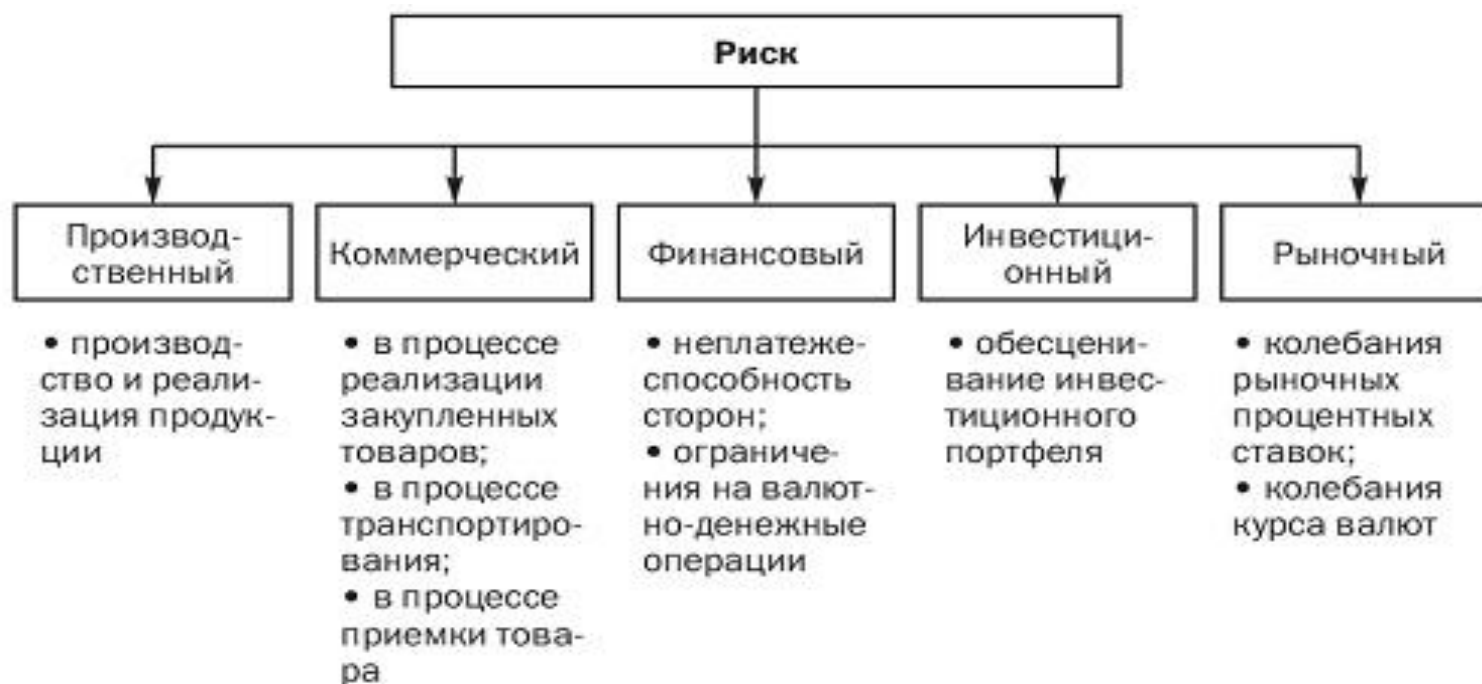 Риск
Производ-
ственный
• производ-
ство и реали-
зация продук-
ции
Коммерческий
• в процессе
реализации
закупленных
товаров;
• в процессе
транспортиро-
вания;
• в процессе
приемки това-
ра
Финансовый
• неплатеже-
способность
сторон;
• ограниче-
ния на валют-
но-денежные
операции
Инвестици-
онный
• обесцени-
вание инвес-
тиционного
портфеля
Рыночный
• колебания
рыночных
процентных
ставок;
• колебания
курса валют